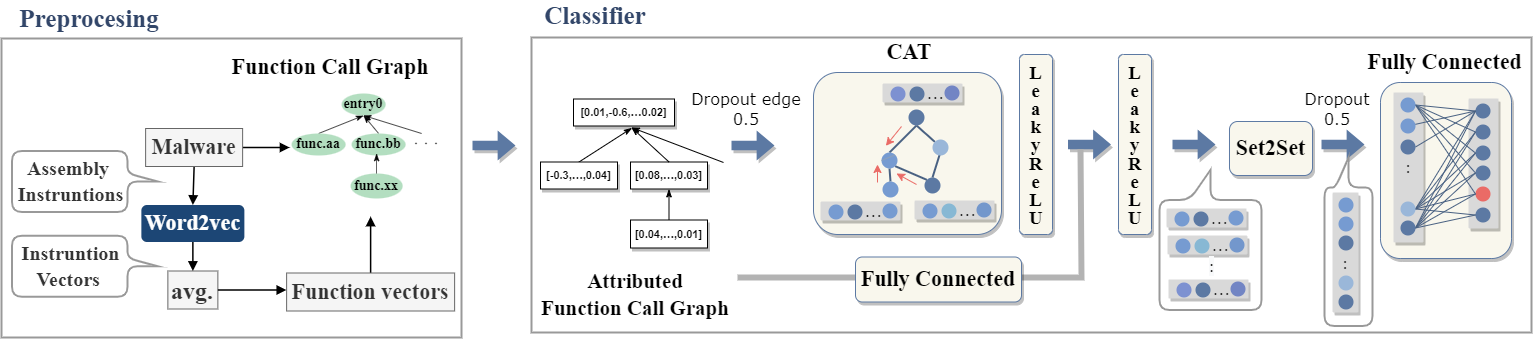 Preprocesing
Function Call Graph
entry0
func.aa
func.bb
. . .
func.xx
Malware
Assembly
Instruntions
Word2vec
Instruntion
Vectors
avg.
Function vectors
Classifier
[0.01,-0.6,...0.02]
[-0.3,...,0.04]
[0.08,...,0.03]
[0.04,...,0.01]
Attributed
Function Call Graph
Dropout edge
0.5
CAT
...
...
...
LeakyReLU
Fully Connected
LeakyReLU
...
...
:
...
Set2Set
Dropout
0.5
:
Fully Connected
: